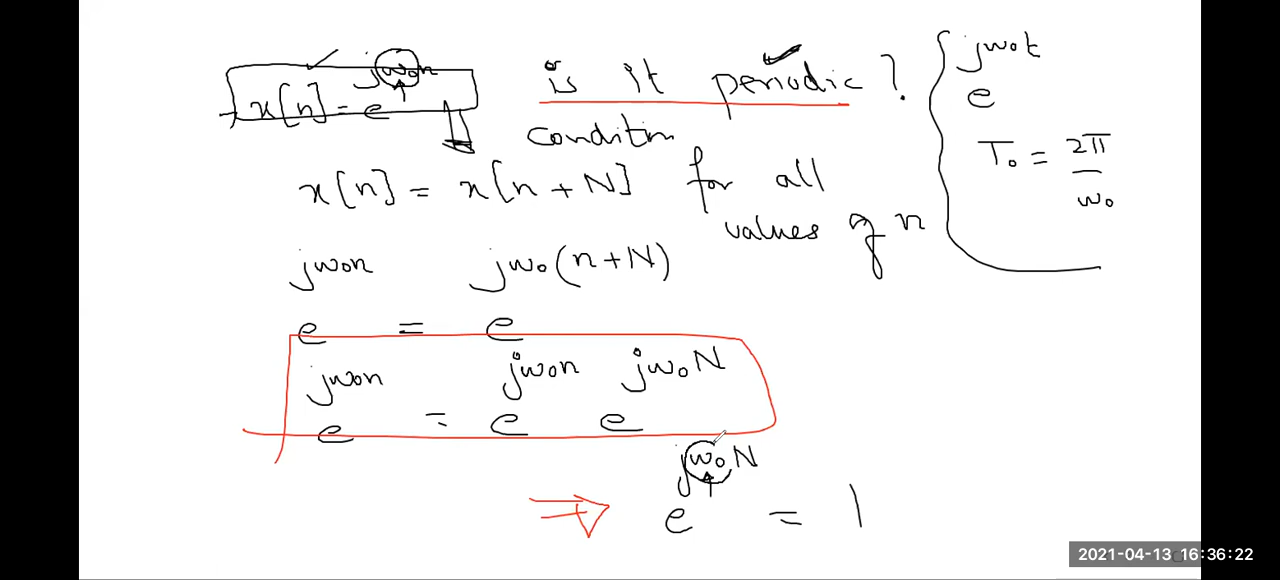 x[n] = e^{jω₀n} is it periodic?
conditin
x[n] = x[n + N] for all
values of n
e^{jω₀n} = e^{jω₀(n+N)}
e^{jω₀n} = e^{jω₀n} e^{jω₀N}
⇒ e^{jω₀N} = 1
e^{jω₀t}
T₀ = 2π/ω₀
2021-04-13 16:36:22